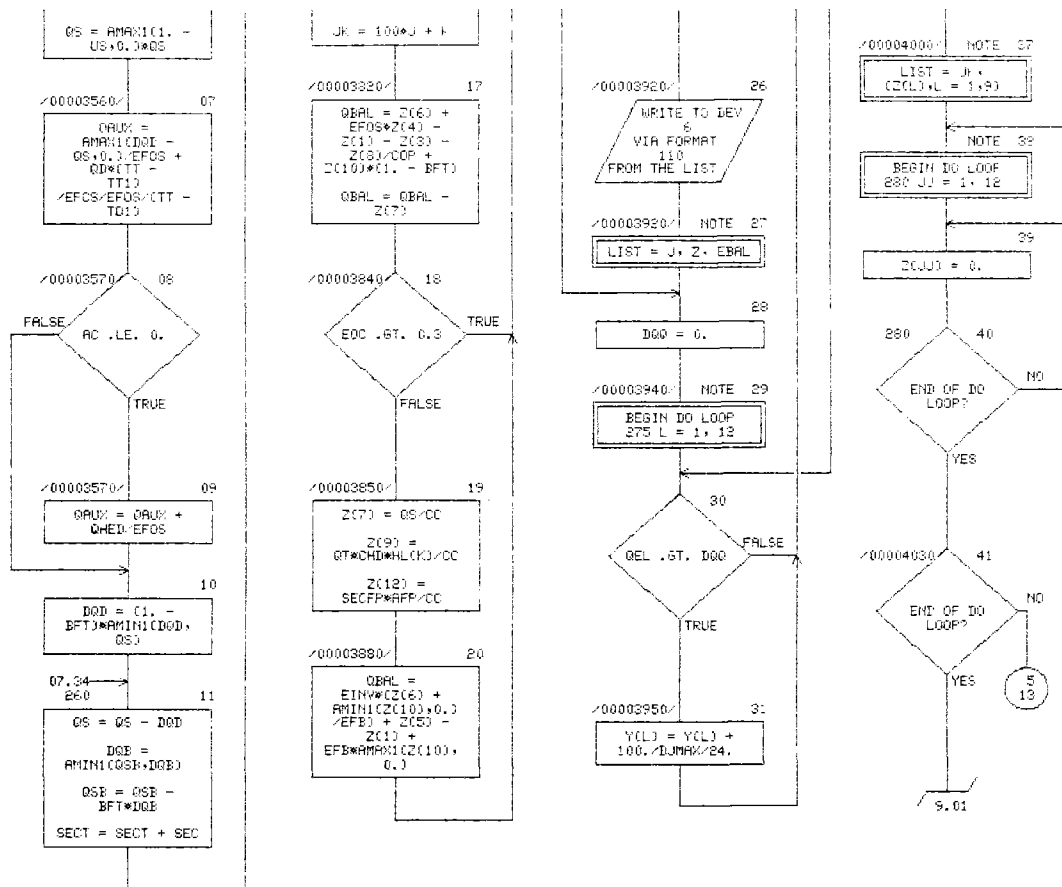 QS = AMAX1(1. -
US,0.)*QS
/00003560/ 07
QAUX =
AMAX1(DQD -
QS,0.)/EFOS +
QD*(TT -
TT1)
/EFCS/EFOS/(TT -
TD1)
/00003570/ 08
FALSE
AC .LE. 0.
TRUE
/00003570/ 09
QAUX = QAUX +
QHED/EFOS
10
DQD = (1. -
BFT)*AMIN1(DQD,
QS)
07.34
260 11
QS = QS - DQD
DQB =
AMIN1(QSB,DQB)
QSB = QSB -
BFT*DQB
SECT = SECT + SEC
JK = 100*J + K
/00003820/ 17
QBAL = Z(6) +
EFOS*Z(4) -
Z(1) - Z(3) -
Z(8)/COP +
Z(10)*(1. - BFT)
QBAL = QBAL -
Z(7)
/00003840/ 18
EOC .GT. 0.3
TRUE
FALSE
/00003850/ 19
Z(7) = QS/CC
Z(9) =
QT*CHD*HL(K)/CC
Z(12) =
SECFP*AFP/CC
/00003880/ 20
QBAL =
EINV*(Z(6) +
AMIN1(Z(10),0.)
/EFB) + Z(5) -
Z(1) +
EFB*AMAX1(Z(10),
0.)
/00003920/ 26
WRITE TO DEV
6
VIA FORMAT
110
FROM THE LIST
/00003920/ NOTE 27
LIST = J, Z, EBAL
28
DQQ = 0.
/00003940/ NOTE 29
BEGIN DO LOOP
275 L = 1, 12
30
QEL .GT. DQQ
FALSE
TRUE
/00003950/ 31
Y(L) = Y(L) +
100./DJMAX/24.
/00004000/ NOTE 37
LIST = JK,
(Z(L),L = 1,9)
NOTE 38
BEGIN DO LOOP
280 JJ = 1, 12
39
Z(JJ) = 0.
280 40
END OF DO
LOOP?
NO
YES
/00004030/ 41
END OF DO
LOOP?
NO
YES
5
13
9.01